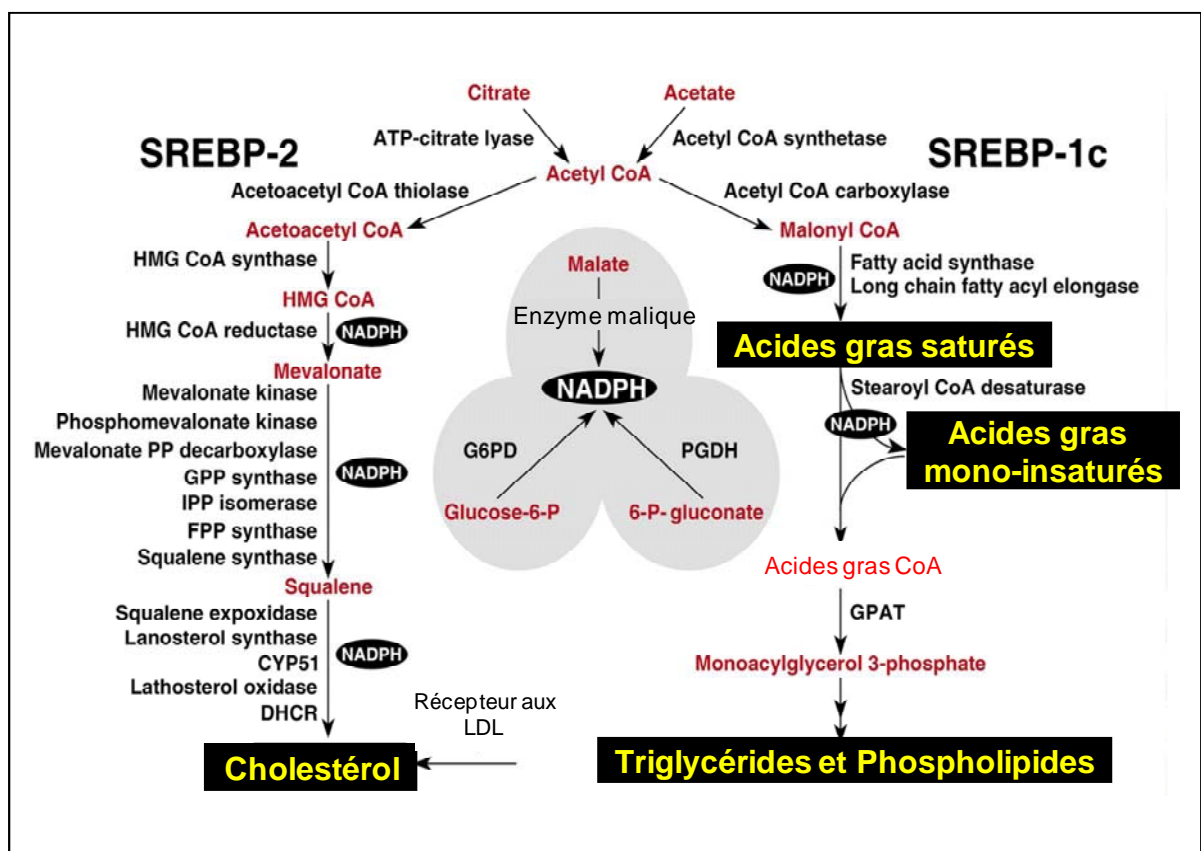 Citrate
Acetate
ATP-citrate lyase
Acetyl CoA synthetase
SREBP-2
SREBP-1c
Acetyl CoA
Acetoacetyl CoA thiolase
Acetyl CoA carboxylase
Acetoacetyl CoA
Malonyl CoA
HMG CoA synthase
NADPH
Fatty acid synthase
Long chain fatty acyl elongase
HMG CoA
HMG CoA reductase
NADPH
Mevalonate
Malate
Enzyme malique
NADPH
G6PD
PGDH
Glucose-6-P
6-P- gluconate
Acides gras saturés
Stearoyl CoA desaturase
NADPH
Acides gras
mono-insaturés
Mevalonate kinase
Phosphomevalonate kinase
Mevalonate PP decarboxylase
NADPH
GPP synthase
IPP isomerase
FPP synthase
Squalene synthase
Squalene
Acides gras CoA
GPAT
Squalene expoxidase
Lanosterol synthase
CYP51
NADPH
Lathosterol oxidase
DHCR
Monoacylglycerol 3-phosphate
Récepteur aux
LDL
Cholestérol
Triglycérides et Phospholipides